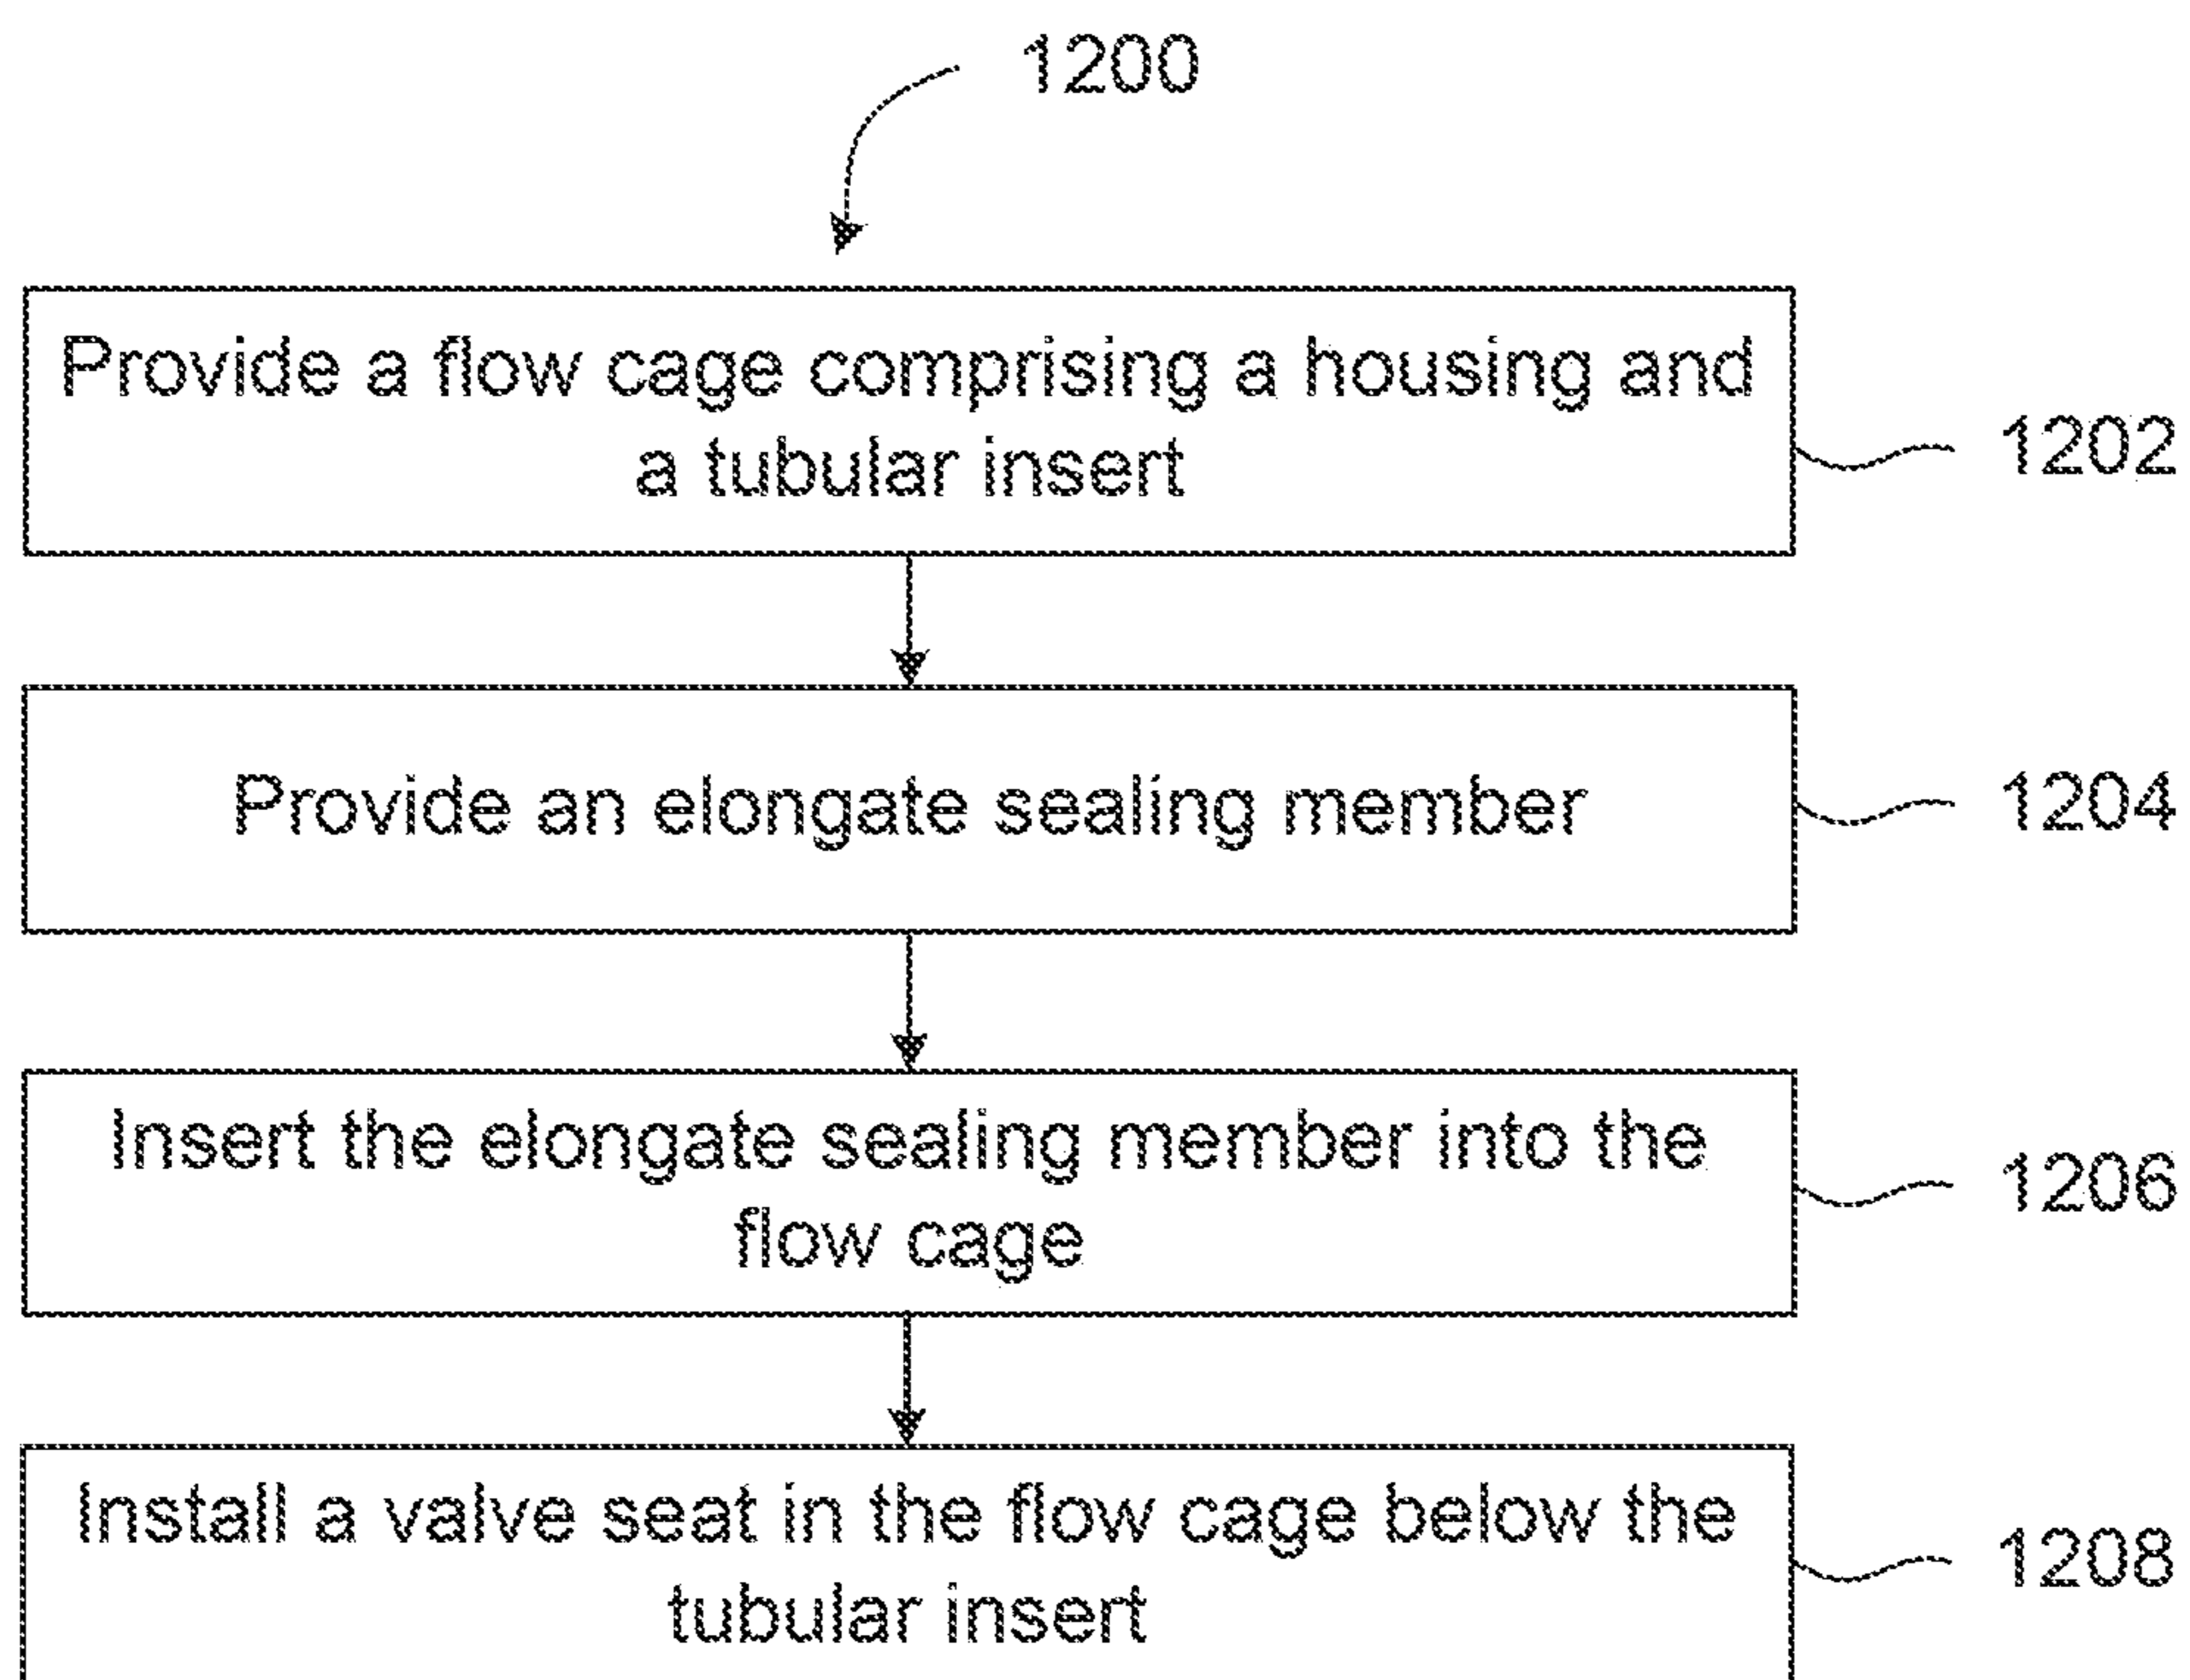 1200
Provide a flow cage comprising a housing and
a tubular insert
1202
Provide an elongate sealing member
1204
Insert the elongate sealing member into the
flow cage
1206
Install a valve seat in the flow cage below the
tubular insert
1208